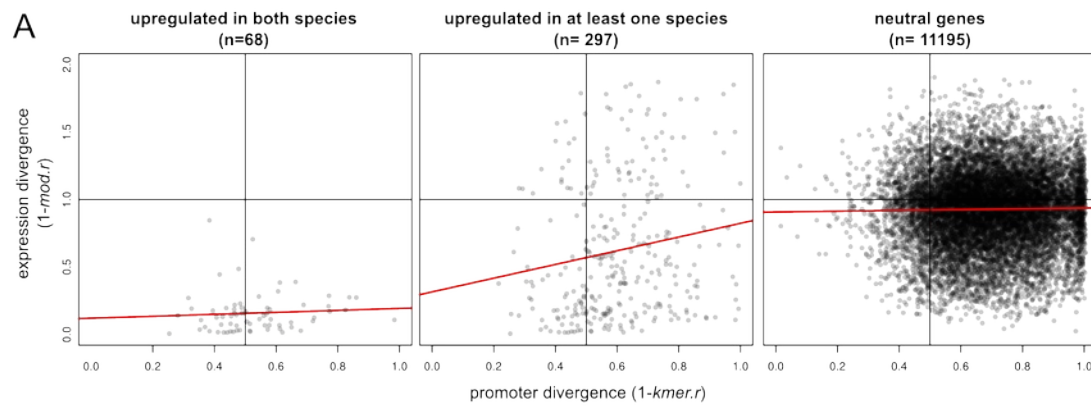 A
upregulated in both species
(n=68)
upregulated in at least one species
(n= 297)
neutral genes
(n= 11195)
expression divergence
(1-mod.r)
2.0
1.5
1.0
0.5
0.0
0.0 0.2 0.4 0.6 0.8 1.0
0.0 0.2 0.4 0.6 0.8 1.0
0.0 0.2 0.4 0.6 0.8 1.0
promoter divergence (1-kmer.r)